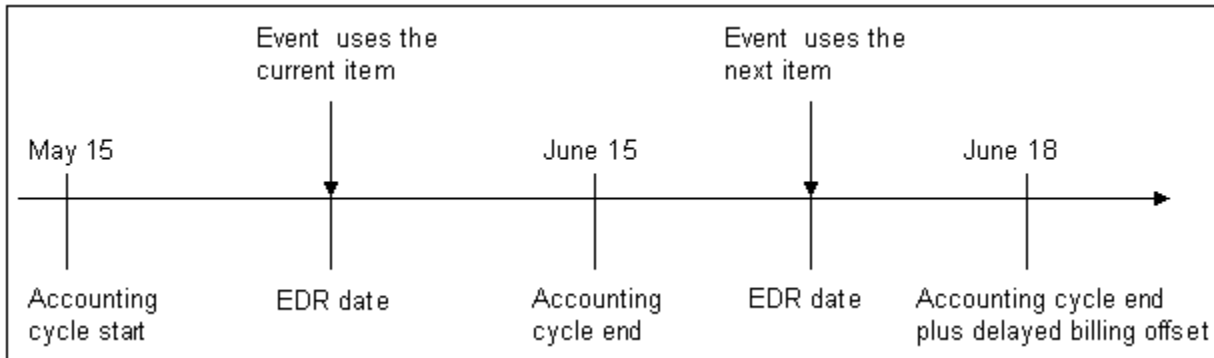 Event uses the
current item
Event uses the
next item
May 15
June 15
June 18
Accounting
cycle start
EDR date
Accounting
cycle end
EDR date
Accounting cycle end
plus delayed billing offset